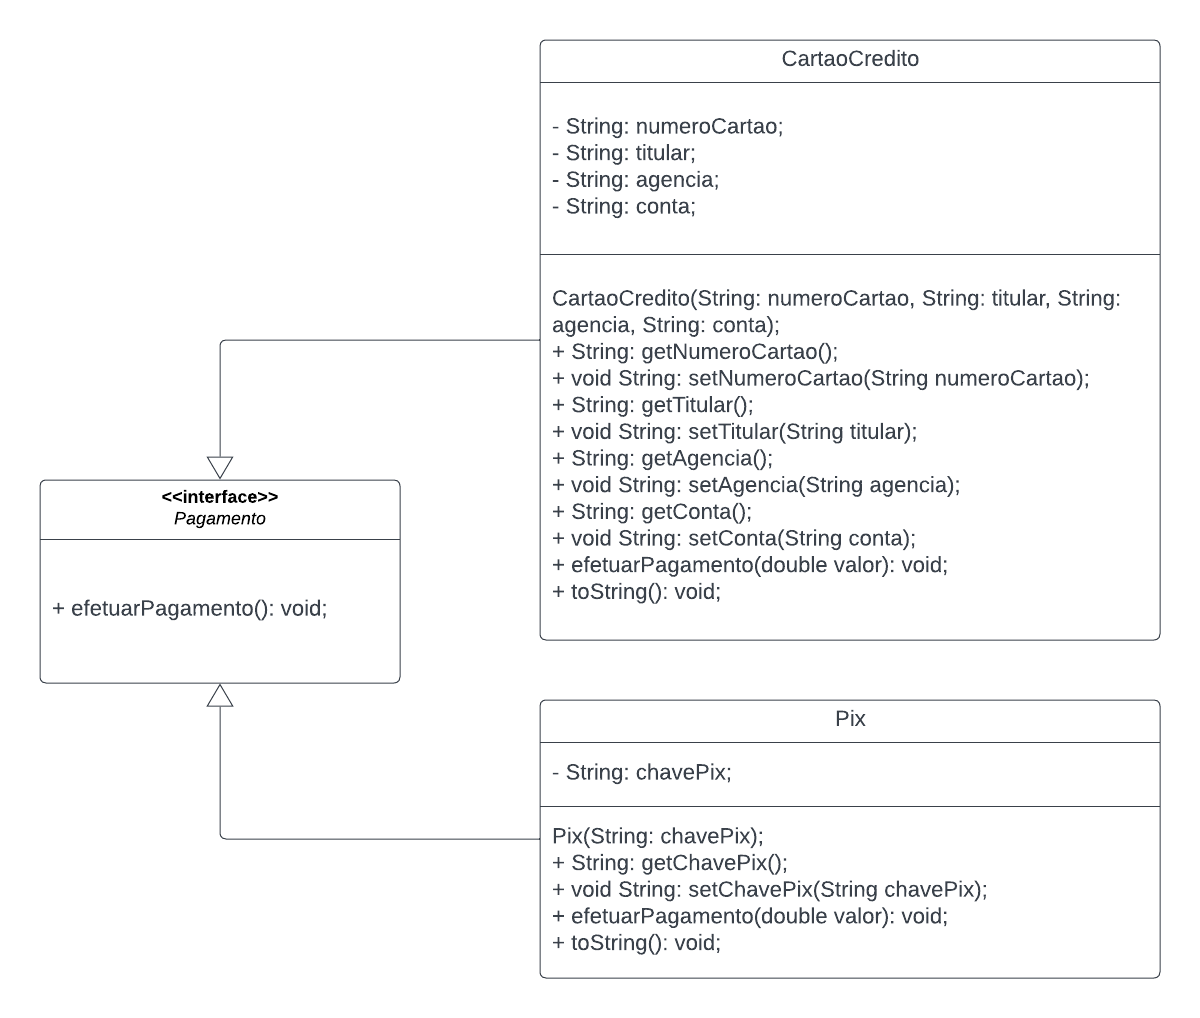 CartaoCredito
- String: numeroCartao;
- String: titular;
- String: agencia;
- String: conta;
CartaoCredito(String: numeroCartao, String: titular, String:
agencia, String: conta);
+ String: getNumeroCartao();
+ void String: setNumeroCartao(String numeroCartao);
+ String: getTitular();
+ void String: setTitular(String titular);
+ String: getAgencia();
+ void String: setAgencia(String agencia);
+ String: getConta();
+ void String: setConta(String conta);
+ efetuarPagamento(double valor): void;
+ toString(): void;
<<interface>>
Pagamento
+ efetuarPagamento(): void;
Pix
- String: chavePix;
Pix(String: chavePix);
+ String: getChavePix();
+ void String: setChavePix(String chavePix);
+ efetuarPagamento(double valor): void;
+ toString(): void;